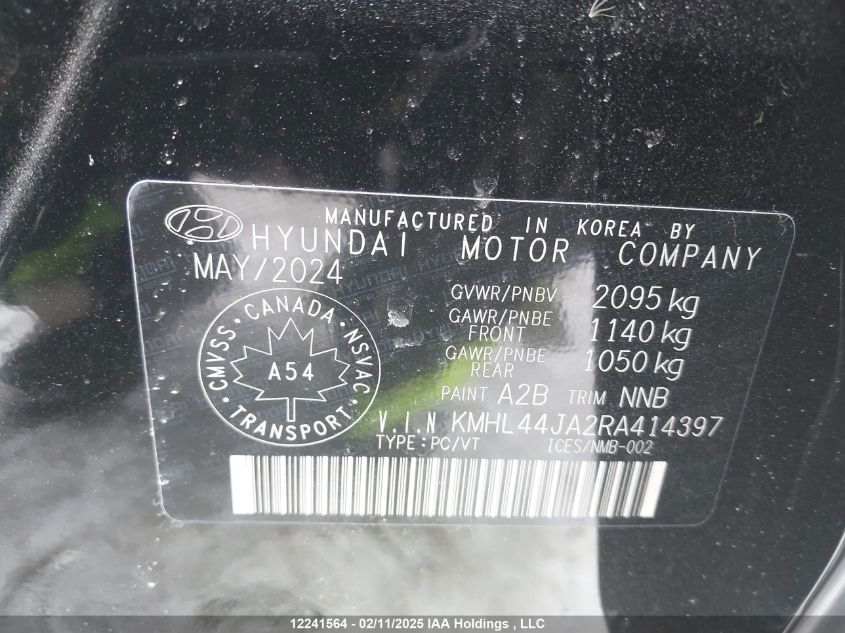 MANUFACTURED IN KOREA BY
HYUNDAI MOTOR COMPANY
MAY/2024
GVWR/PNBV 2095 kg
GAWR/PNBE FRONT 1140 kg
GAWR/PNBE REAR 1050 kg
PAINT A2B TRIM NNB
V.I.N KMHL44JA2RA414397
TYPE:PC/VT ICES/NMB-002
CMVSS·CANADA·NSVAC
A54
TRANSPORT
12241564 - 02/11/2025 IAA Holdings , LLC